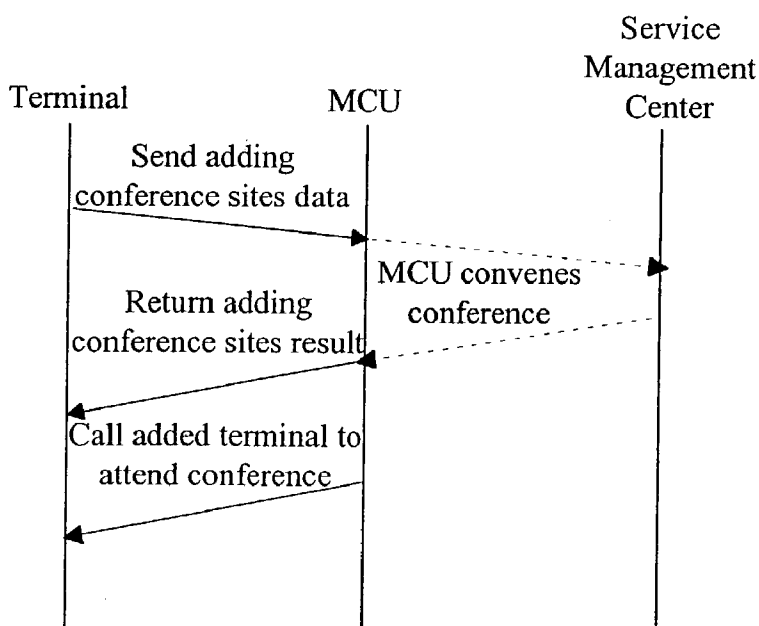 Service
Management
Center
Terminal
MCU
Send adding
conference sites data
MCU convenes
conference
Return adding
conference sites result
Call added terminal to
attend conference